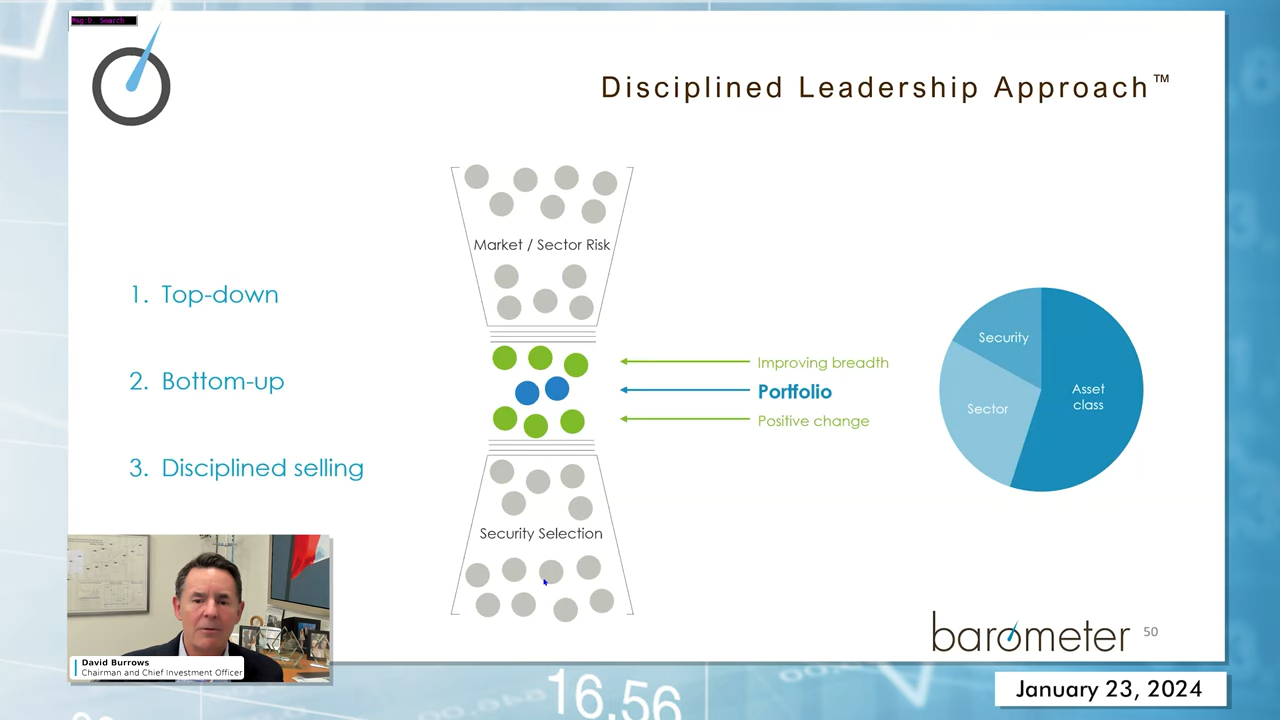 Msg:D. Search
Disciplined Leadership Approach™
Market / Sector Risk
1. Top-down
2. Bottom-up
3. Disciplined selling
Improving breadth
Portfolio
Positive change
Security
Sector
Asset
class
Security Selection
David Burrows
Chairman and Chief Investment Officer
barometer
50
January 23, 2024
16.56